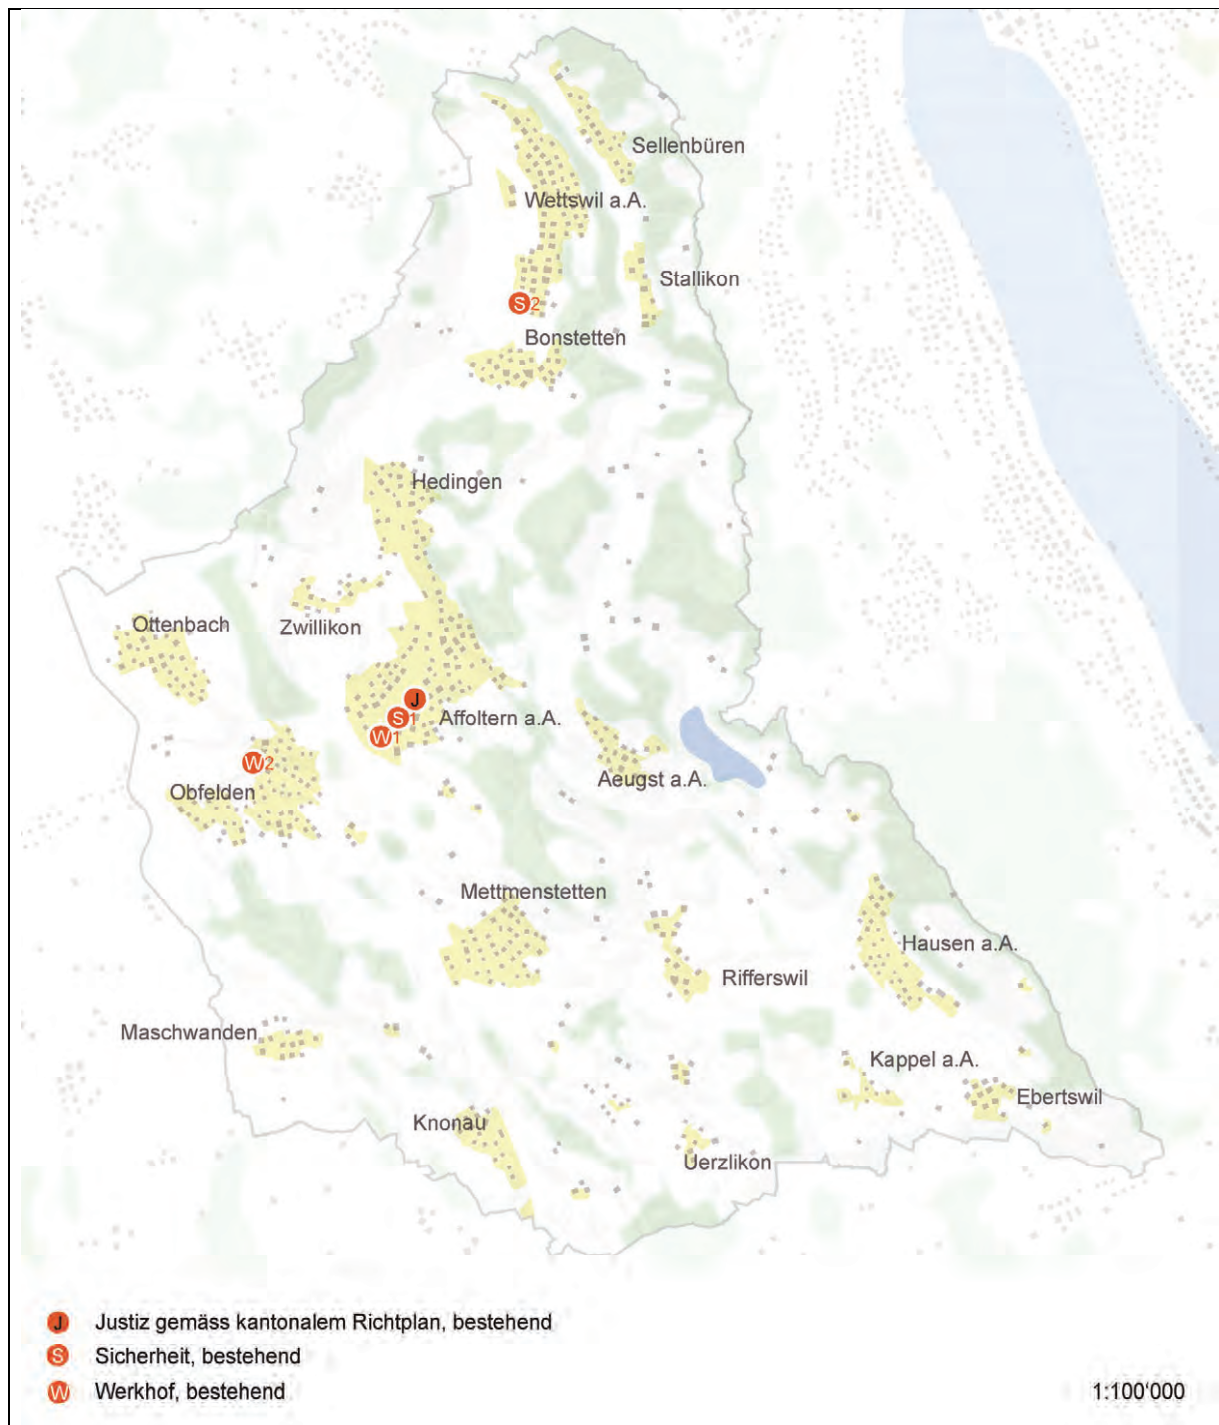 Sellenbüren
Wettswil a.A.
Stallikon
S2
Bonstetten
Hedingen
Ottenbach
Zwillikon
J
S1
Affoltern a.A.
W1
W2
Aeugst a.A.
Obfelden
Mettmenstetten
Hausen a.A.
Rifferswil
Maschwanden
Kappel a.A.
Ebertswil
Knonau
Uerzlikon
J Justiz gemäss kantonalem Richtplan, bestehend
S Sicherheit, bestehend
W Werkhof, bestehend
1:100'000